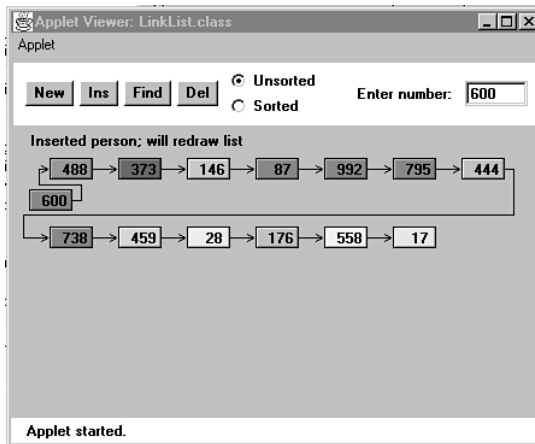 Applet Viewer: LinkList.class
Applet
New Ins Find Del Unsorted Sorted Enter number: 600
Inserted person; will redraw list
488 373 146 87 992 795 444
600
738 459 28 176 558 17
Applet started.